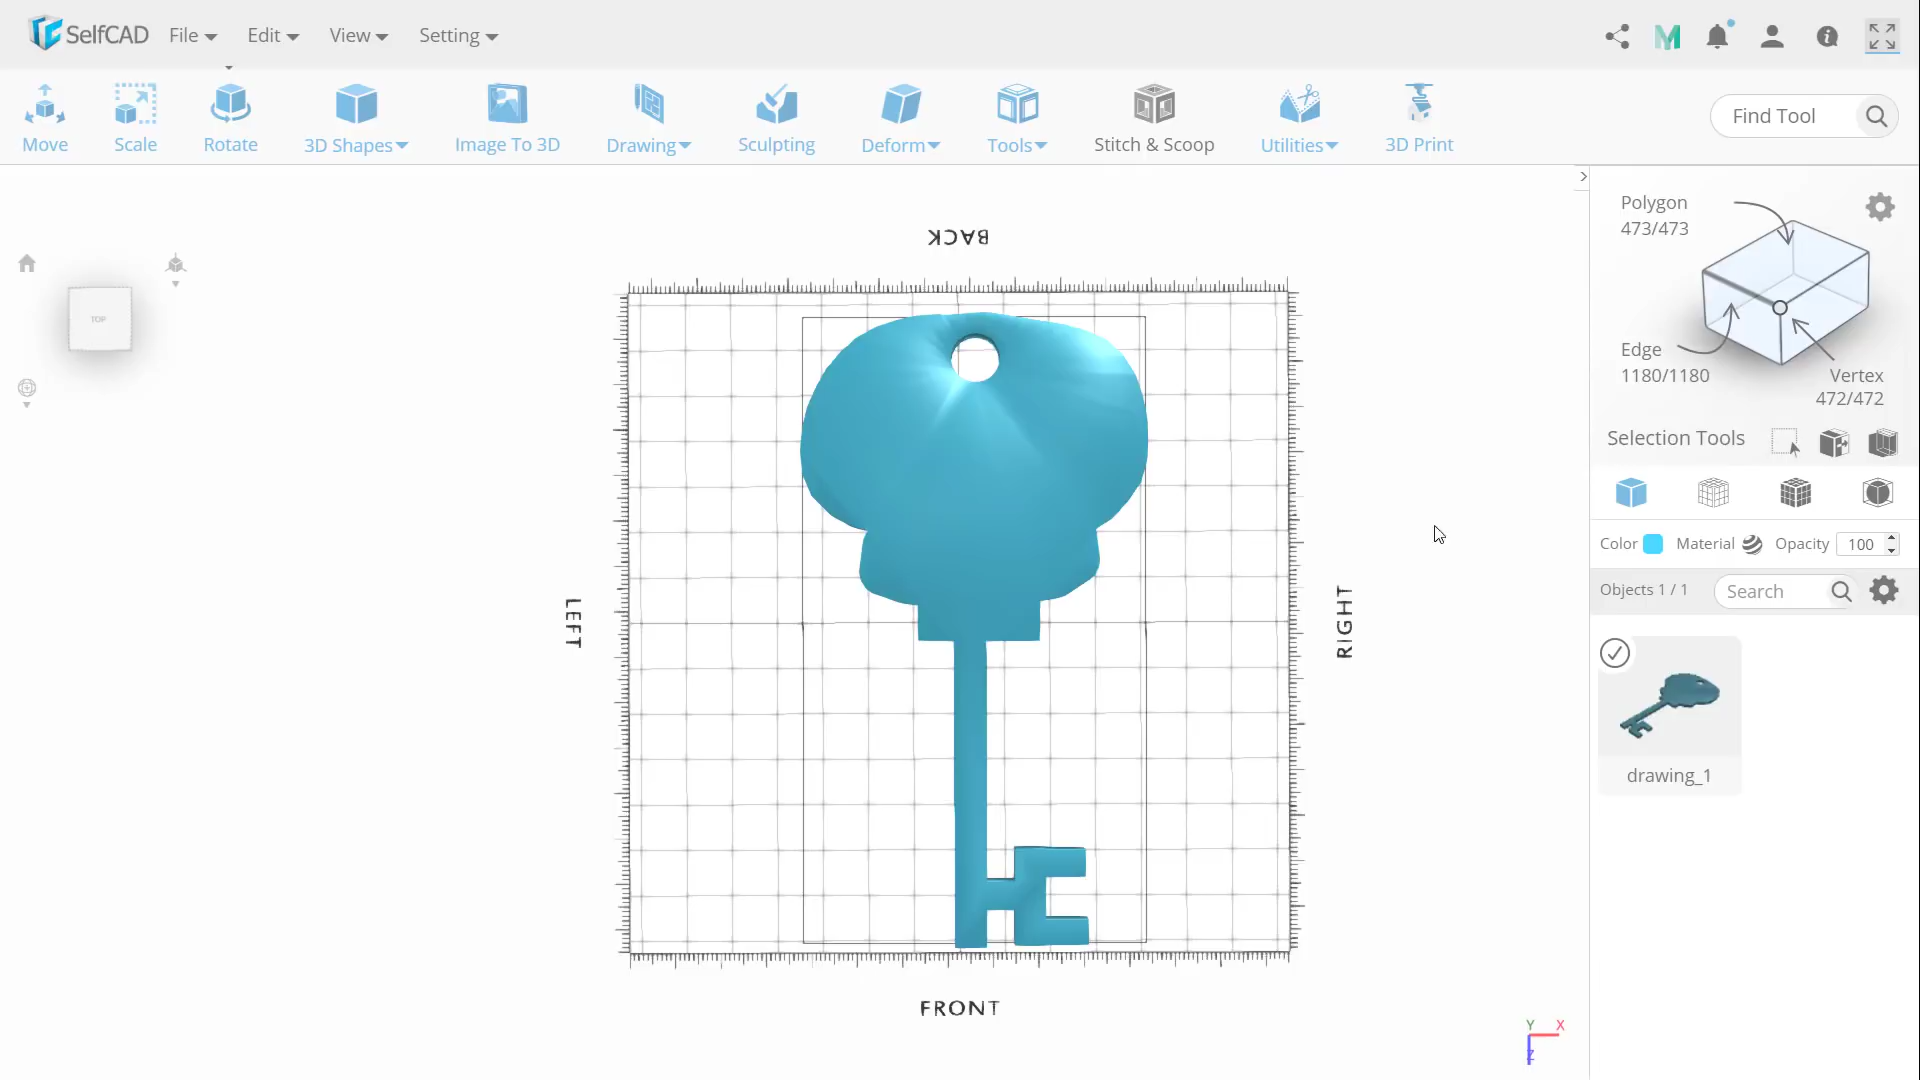 SelfCAD File Edit View Setting
Move Scale Rotate 3D Shapes Image To 3D Drawing Sculpting Deform Tools Stitch & Scoop Utilities 3D Print Find Tool
Polygon
473/473
BACK
TOP
Edge
1180/1180
Vertex
472/472
Selection Tools
Color Material Opacity 100
Objects 1 / 1 Search
LEFT
RIGHT
drawing_1
FRONT
Y X
Z